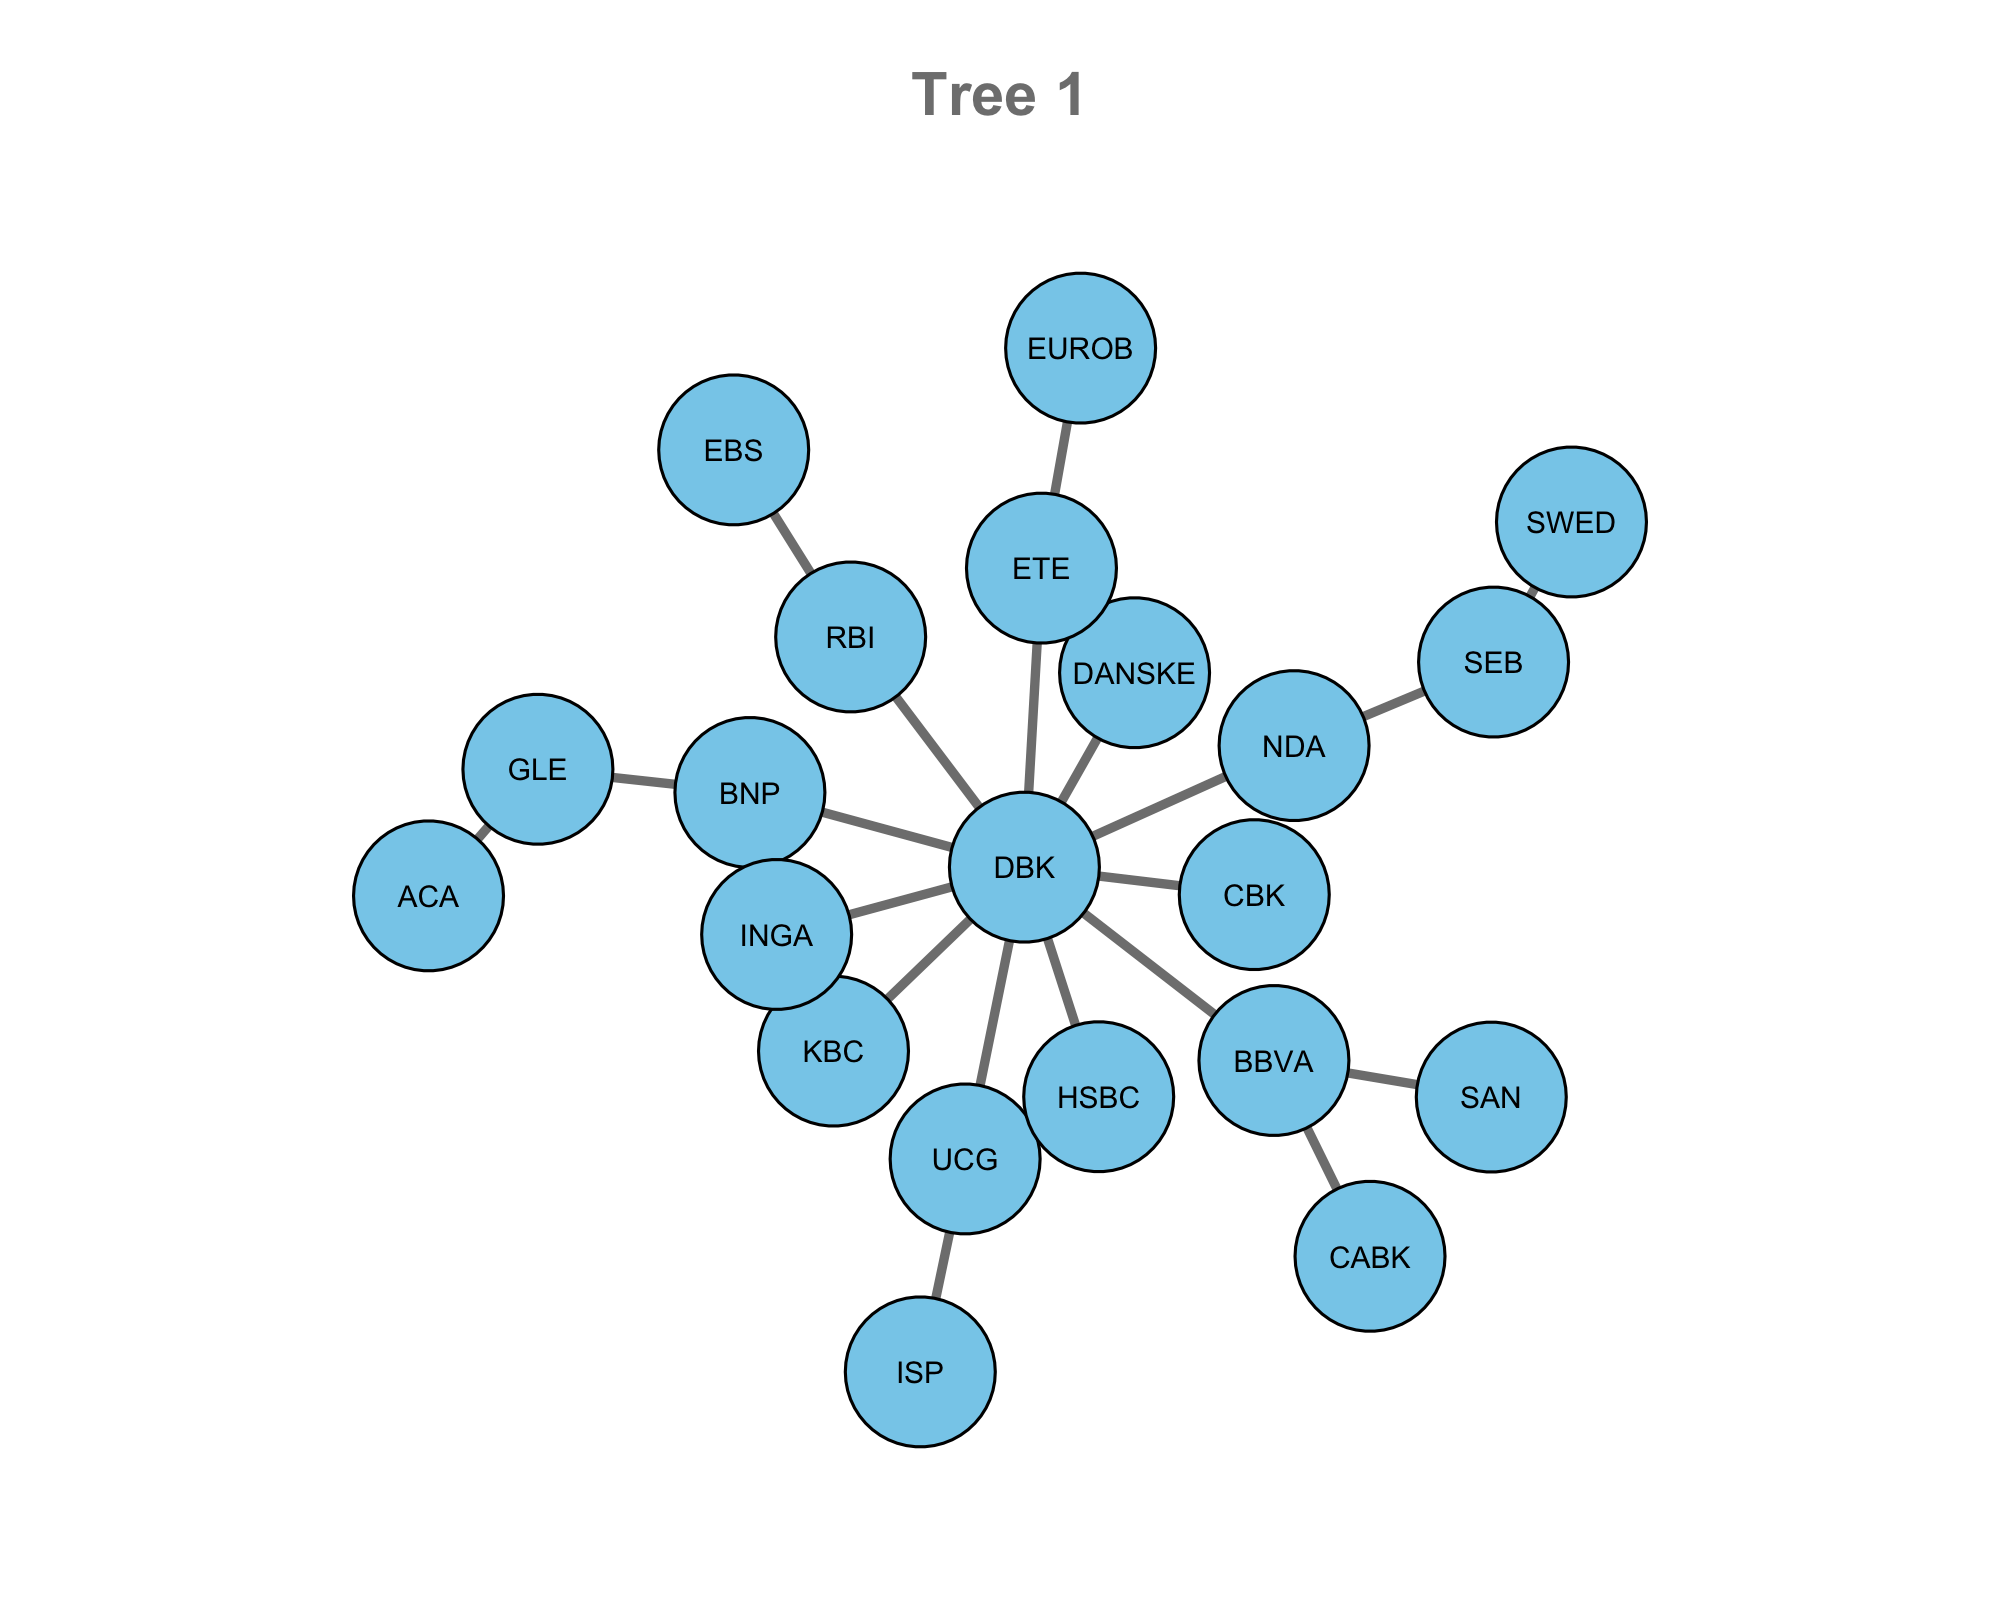 Tree 1
EUROB
EBS
SWED
ETE
RBI
SEB
DANSKE
NDA
GLE
BNP
DBK
CBK
ACA
INGA
KBC
BBVA
HSBC
SAN
UCG
CABK
ISP